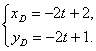 {x_D = -2t + 2,
y_D = -2t + 1.